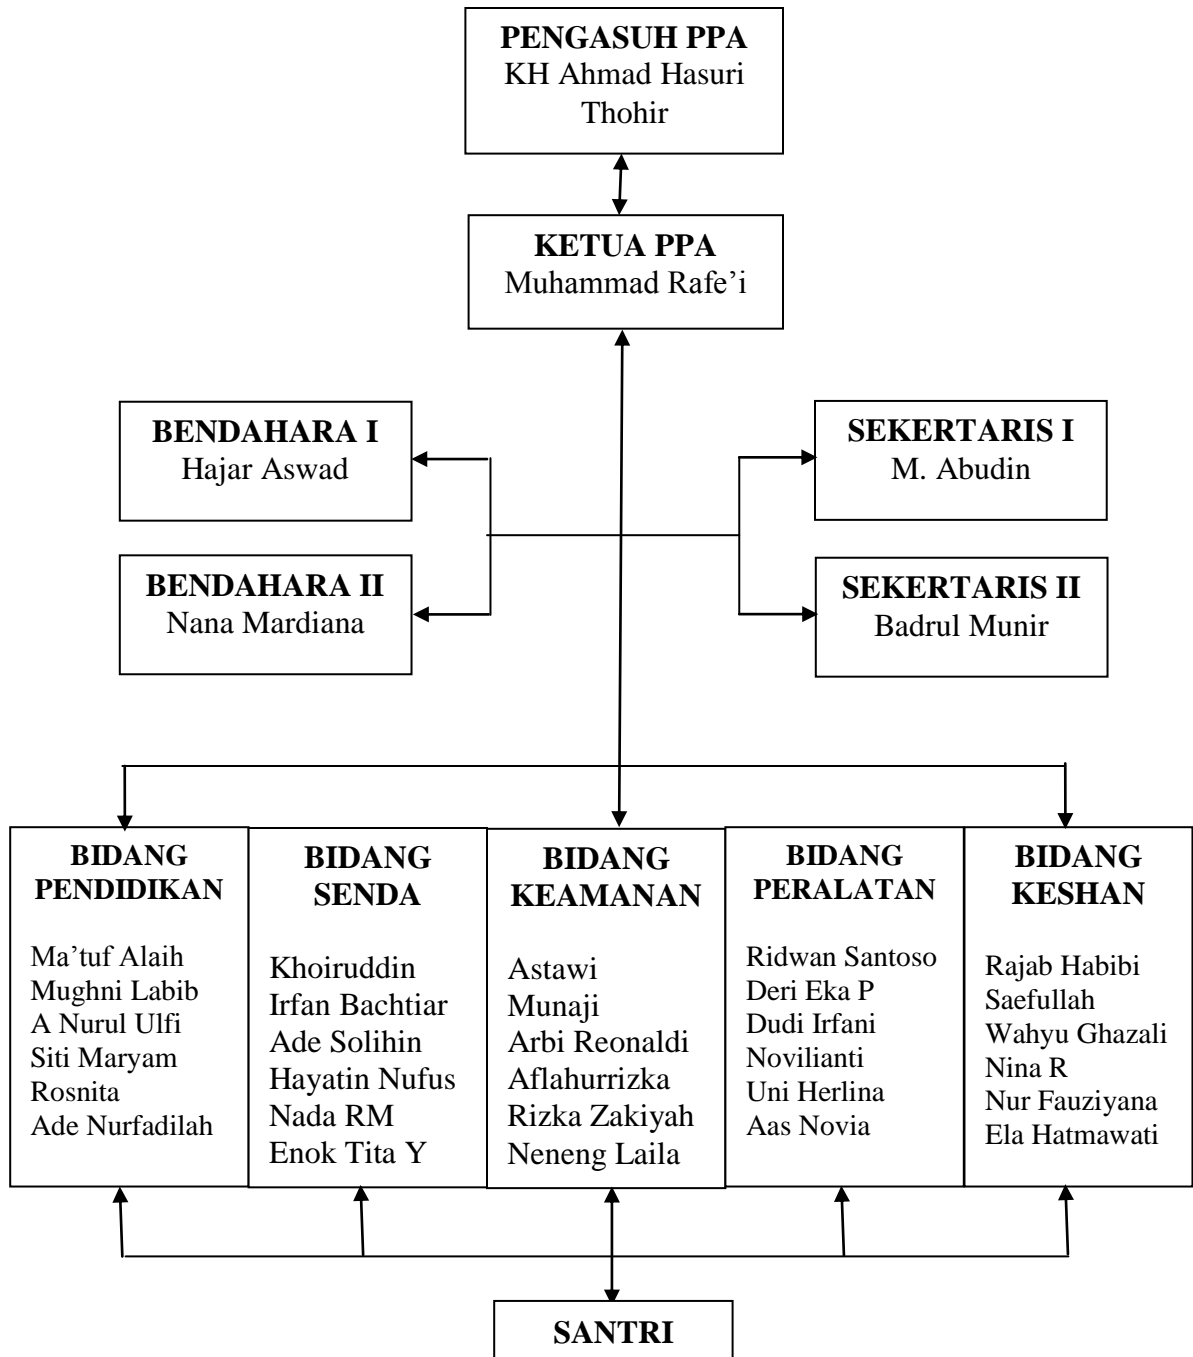 PENGASUH PPA
KH Ahmad Hasuri
Thohir
KETUA PPA
Muhammad Rafe’i
BENDAHARA I
Hajar Aswad
SEKERTARIS I
M. Abudin
BENDAHARA II
Nana Mardiana
SEKERTARIS II
Badrul Munir
BIDANG
PENDIDIKAN
Ma’tuf Alaih
Mughni Labib
A Nurul Ulfi
Siti Maryam
Rosnita
Ade Nurfadilah
BIDANG
SENDA
Khoiruddin
Irfan Bachtiar
Ade Solihin
Hayatin Nufus
Nada RM
Enok Tita Y
BIDANG
KEAMANAN
Astawi
Munaji
Arbi Reonaldi
Aflahurrizka
Rizka Zakiyah
Neneng Laila
BIDANG
PERALATAN
Ridwan Santoso
Deri Eka P
Dudi Irfani
Novilianti
Uni Herlina
Aas Novia
BIDANG
KESHAN
Rajab Habibi
Saefullah
Wahyu Ghazali
Nina R
Nur Fauziyana
Ela Hatmawati
SANTRI